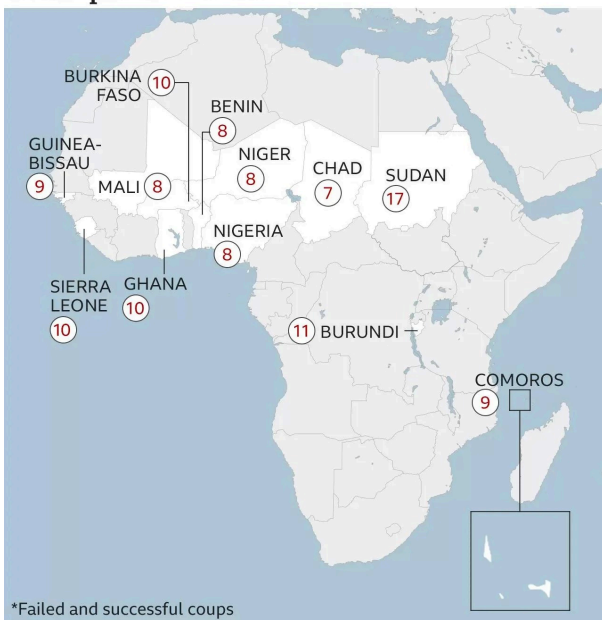 BURKINA
FASO
10
BENIN
8
GUINEA-
BISSAU
9
MALI 8
NIGER
8
CHAD
7
SUDAN
17
NIGERIA
8
SIERRA
LEONE
10
GHANA
10
11 BURUNDI
COMOROS
9
*Failed and successful coups